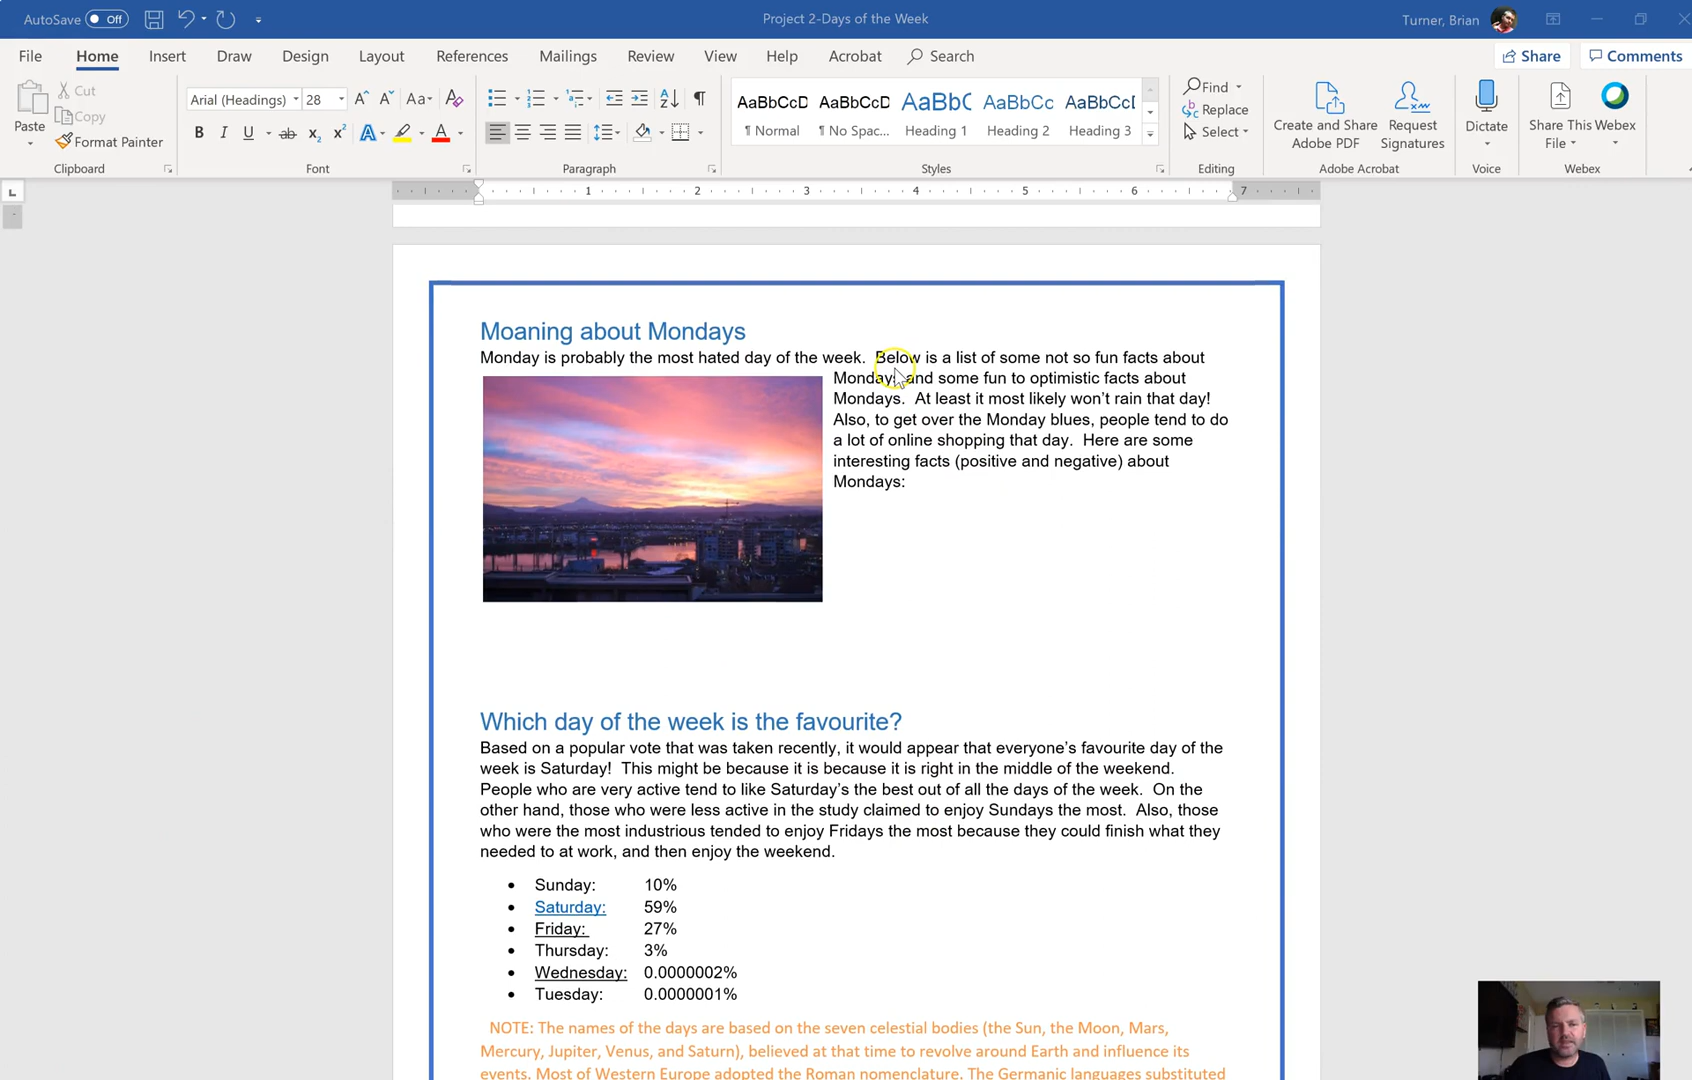 AutoSave Off Project 2-Days of the Week Turner, Brian
File Home Insert Draw Design Layout References Mailings Review View Help Acrobat Search Share Comments
Paste
Cut
Copy
Format Painter
Clipboard
Arial (Headings) 28
Font
Paragraph
AaBbCcD AaBbCcD AaBbC AaBbCc AaBbCcD
¶ Normal ¶ No Spac... Heading 1 Heading 2 Heading 3
Styles
Find
Replace
Select
Editing
Create and Share
Adobe PDF
Request
Signatures
Adobe Acrobat
Dictate
Voice
Share This
File
Webex
Webex
1 2 3 4 5 6 7
Moaning about Mondays
Monday is probably the most hated day of the week. Below is a list of some not so fun facts about
Mondays and some fun to optimistic facts about
Mondays. At least it most likely won't rain that day!
Also, to get over the Monday blues, people tend to do
a lot of online shopping that day. Here are some
interesting facts (positive and negative) about
Mondays:
Which day of the week is the favourite?
Based on a popular vote that was taken recently, it would appear that everyone's favourite day of the
week is Saturday! This might be because it is because it is right in the middle of the weekend.
People who are very active tend to like Saturday's the best out of all the days of the week. On the
other hand, those who were less active in the study claimed to enjoy Sundays the most. Also, those
who were the most industrious tended to enjoy Fridays the most because they could finish what they
needed to at work, and then enjoy the weekend.
• Sunday: 10%
• Saturday: 59%
• Friday: 27%
• Thursday: 3%
• Wednesday: 0.0000002%
• Tuesday: 0.0000001%
NOTE: The names of the days are based on the seven celestial bodies (the Sun, the Moon, Mars,
Mercury, Jupiter, Venus, and Saturn), believed at that time to revolve around Earth and influence its
events. Most of Western Europe adopted the Roman nomenclature. The Germanic languages substituted